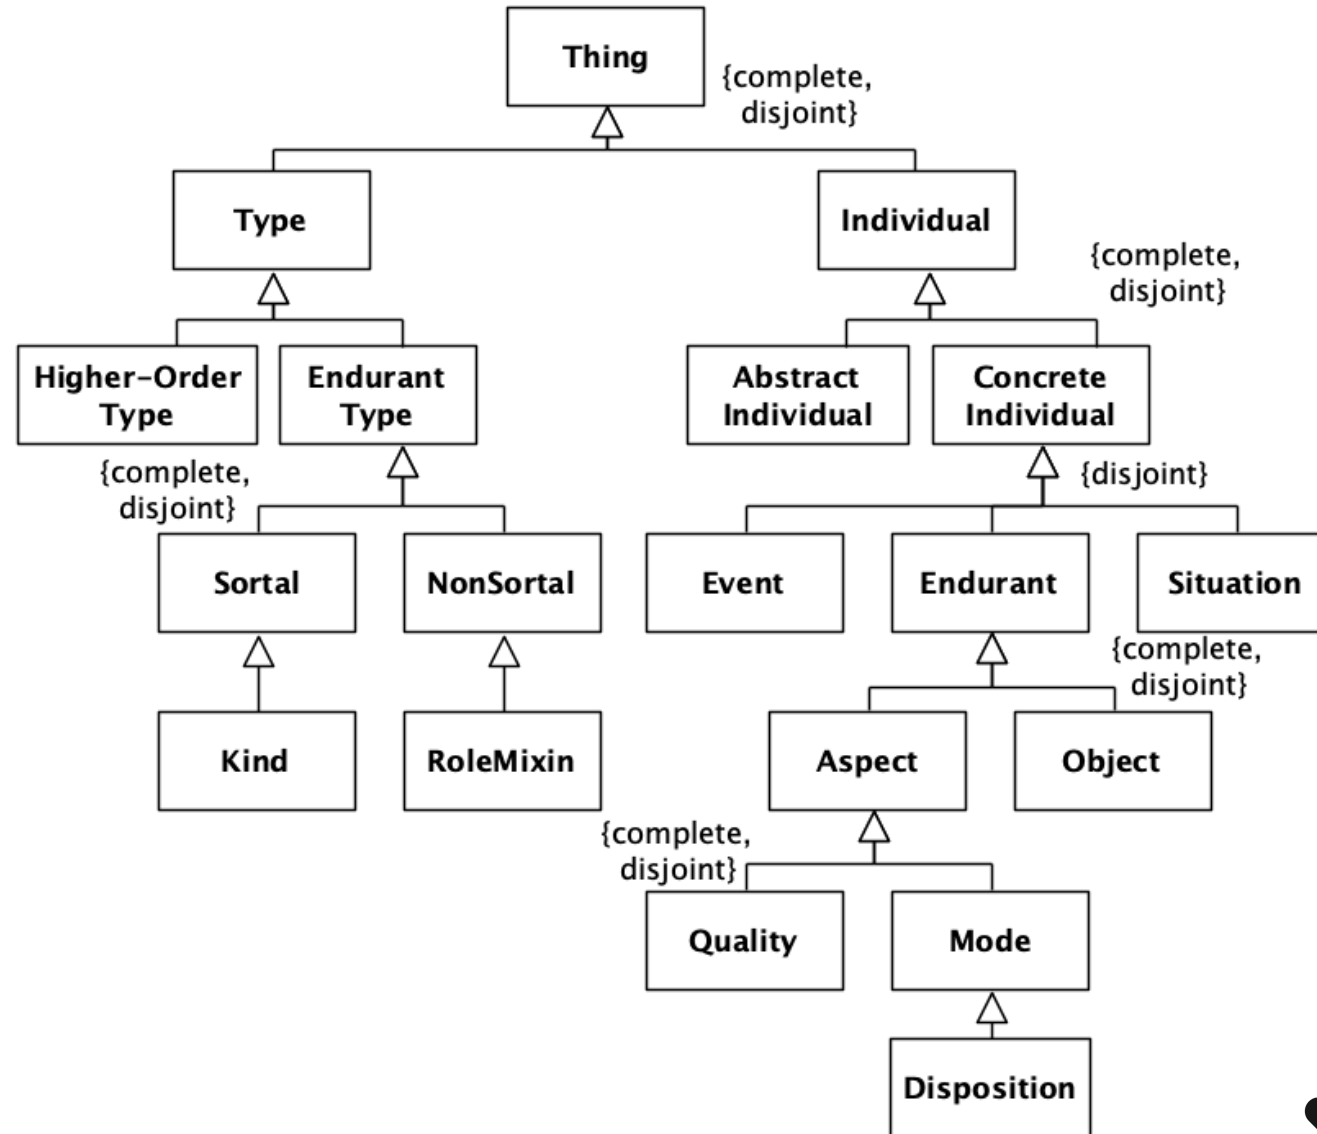 Thing
{complete,
disjoint}
Type
Individual
{complete,
disjoint}
Higher-Order
Type
Endurant
Type
Abstract
Individual
Concrete
Individual
{complete,
disjoint}
{disjoint}
Sortal
NonSortal
Event
Endurant
Situation
{complete,
disjoint}
Kind
RoleMixin
Aspect
Object
{complete,
disjoint}
Quality
Mode
Disposition